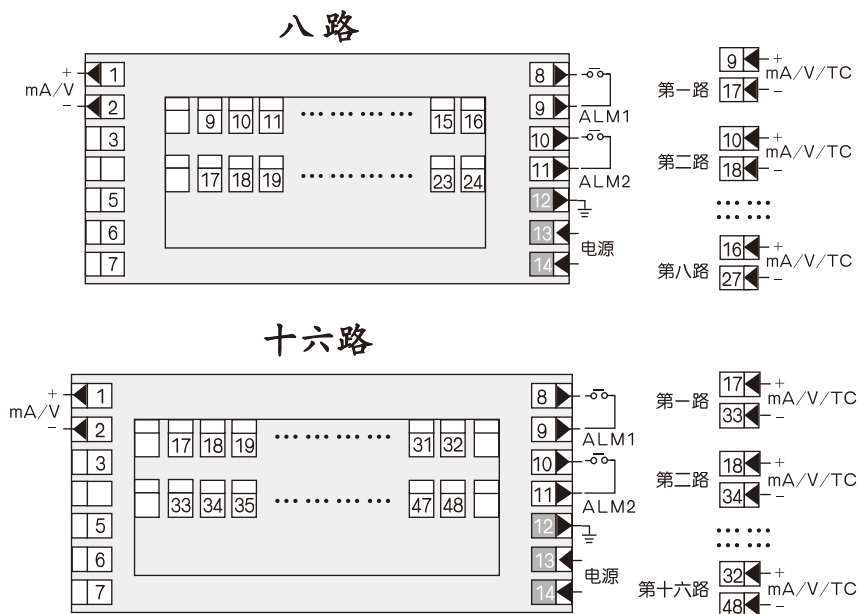 八路
+
mA/V
-
1
2
3
5
6
7
9 10 11 ··· ··· ··· ··· 15 16
17 18 19 ··· ··· ··· ··· 23 24
8
9
ALM1
10
11
ALM2
12
13
电源
14
第一路 9 + 17 - mA/V/TC
第二路 10 + 18 - mA/V/TC
··· ···
··· ···
第八路 16 + 27 - mA/V/TC
十六路
+
mA/V
-
1
2
3
5
6
7
17 18 19 ··· ··· ··· ··· 31 32
33 34 35 ··· ··· ··· ··· 47 48
8
9
ALM1
10
11
ALM2
12
13
电源
14
第一路 17 + 33 - mA/V/TC
第二路 18 + 34 - mA/V/TC
··· ···
··· ···
第十六路 32 + 48 - mA/V/TC